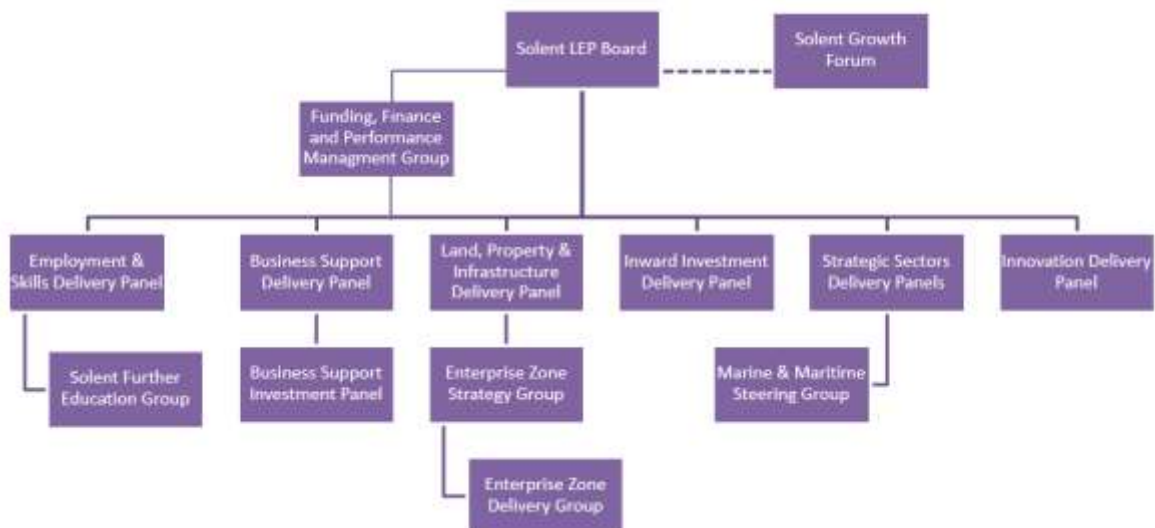 Solent LEP Board
Solent Growth
Forum
Funding, Finance
and Performance
Managment Group
Employment &
Skills Delivery Panel
Business Support
Delivery Panel
Land, Property &
Infrastructure
Delivery Panel
Inward Investment
Delivery Panel
Strategic Sectors
Delivery Panels
Innovation Delivery
Panel
Solent Further
Education Group
Business Support
Investment Panel
Enterprise Zone
Strategy Group
Marine & Maritime
Steering Group
Enterprise Zone
Delivery Group